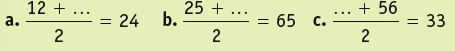 a. (12 + ...)/2 = 24 b. (25 + ...)/2 = 65 c. (... + 56)/2 = 33